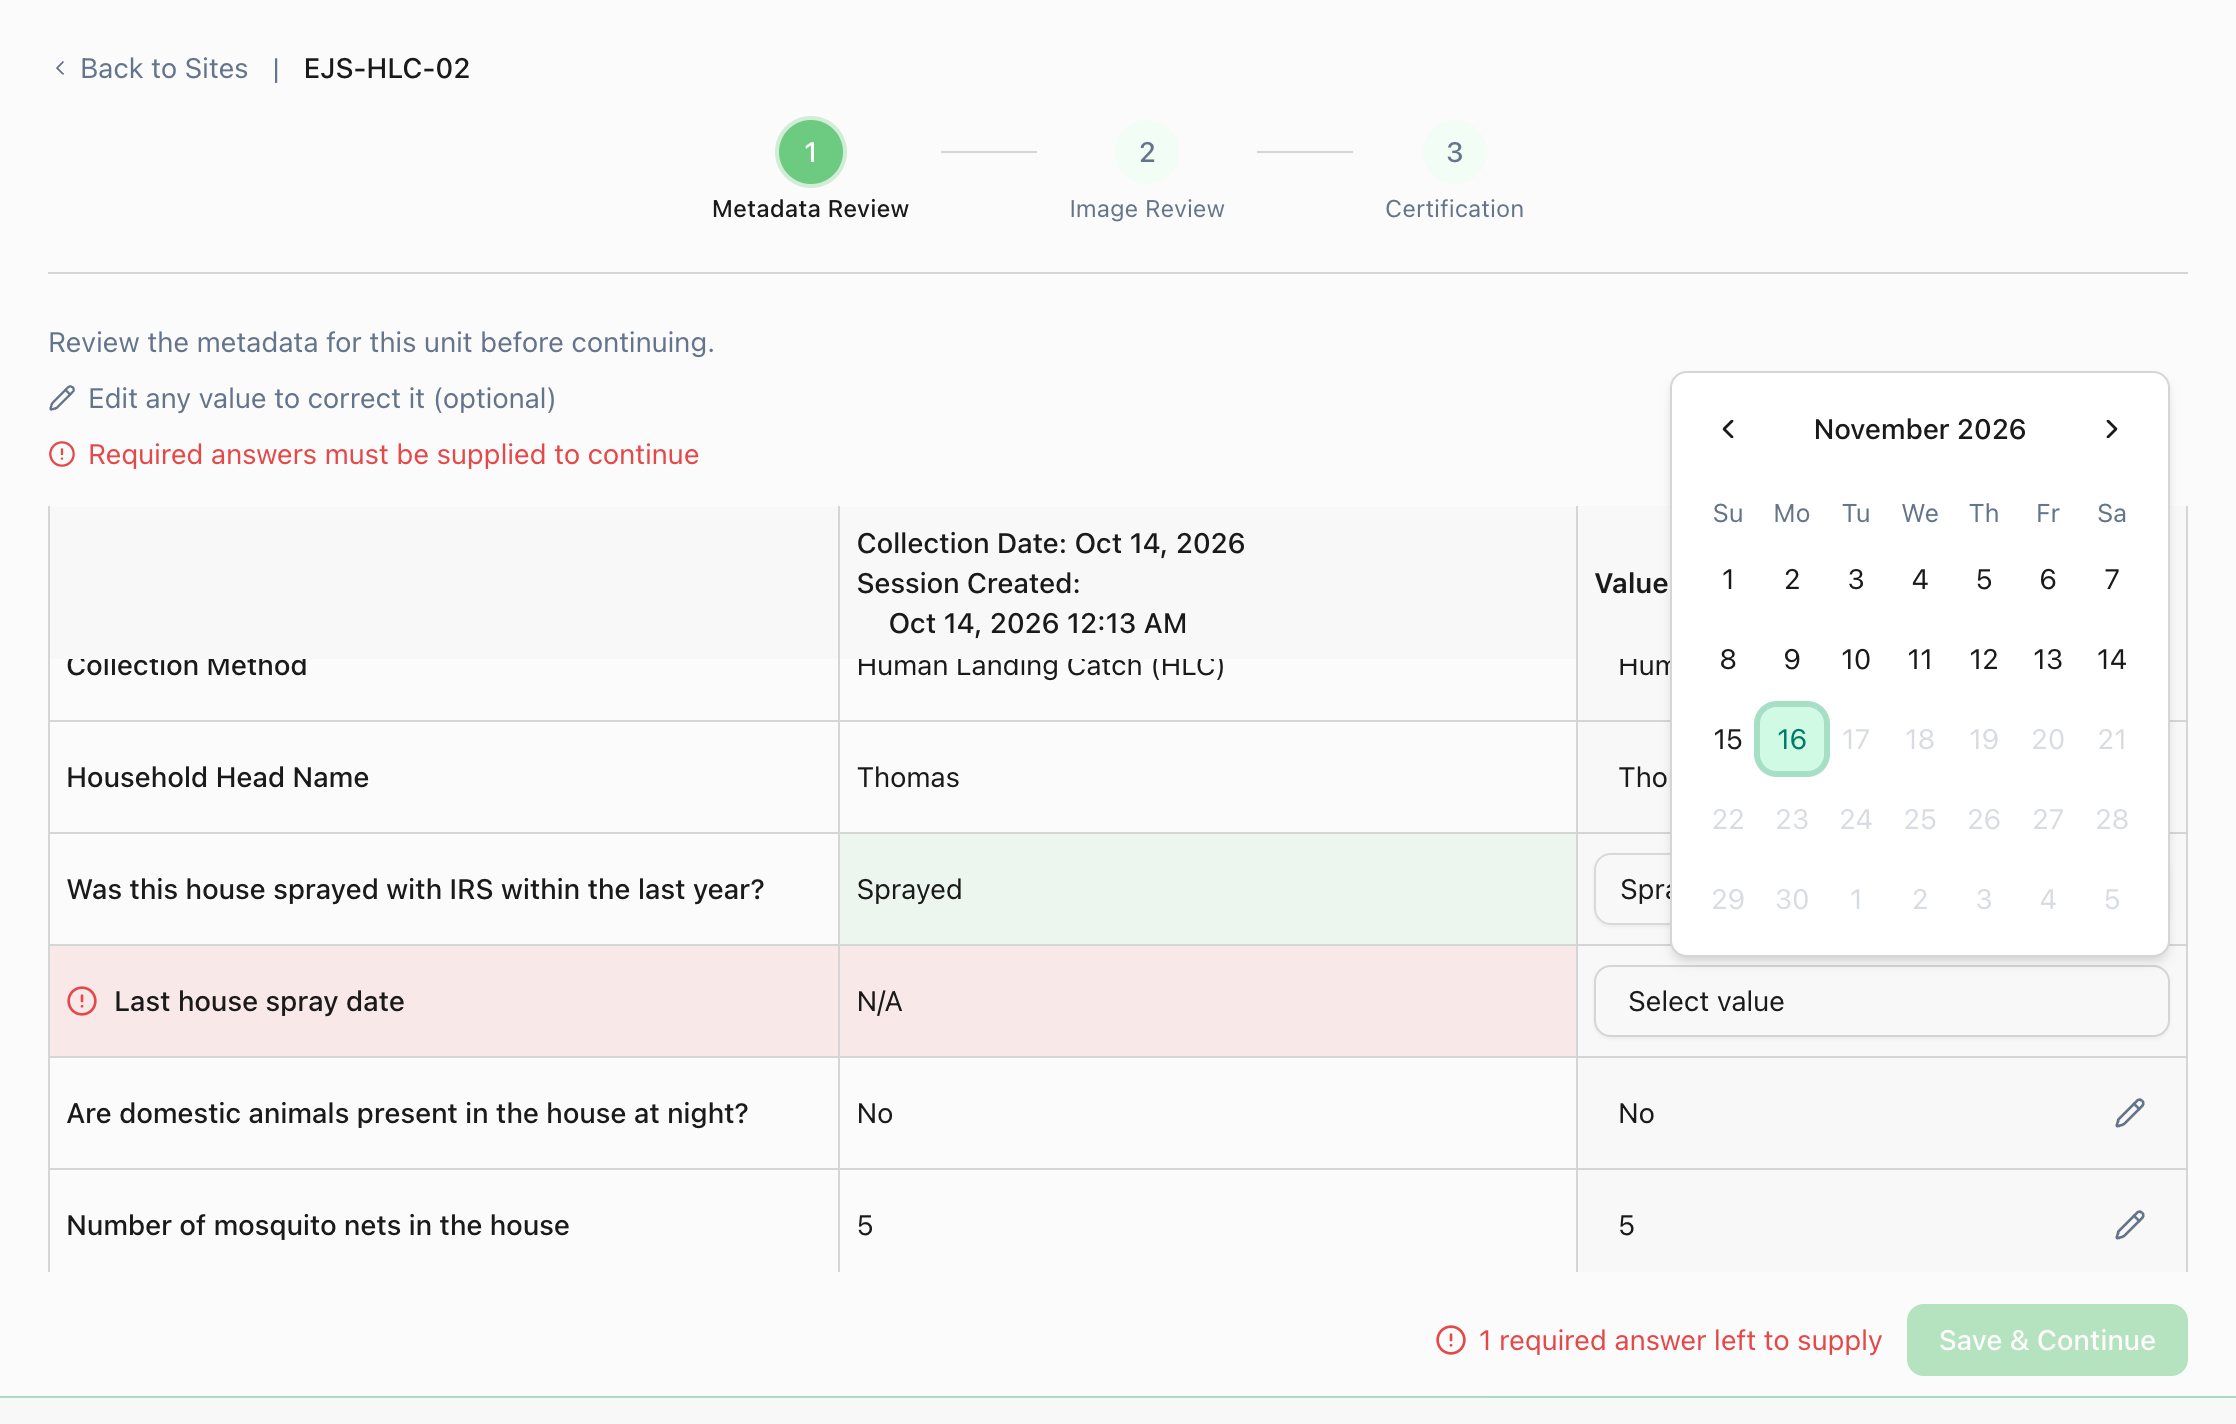 Back to Sites | EJS-HLC-02
1
2
3
Metadata Review
Image Review
Certification
Review the metadata for this unit before continuing.
Edit any value to correct it (optional)
Required answers must be supplied to continue
Collection Date: Oct 14, 2026
Session Created:
Oct 14, 2026 12:13 AM
Value
Collection Method
Human Landing Catch (HLC)
Hum
Household Head Name
Thomas
Tho
Was this house sprayed with IRS within the last year?
Sprayed
Spra
Last house spray date
N/A
Select value
Are domestic animals present in the house at night?
No
No
Number of mosquito nets in the house
5
5
November 2026
Su Mo Tu We Th Fr Sa
1 2 3 4 5 6 7
8 9 10 11 12 13 14
15 16 17 18 19 20 21
22 23 24 25 26 27 28
29 30 1 2 3 4 5
1 required answer left to supply
Save & Continue